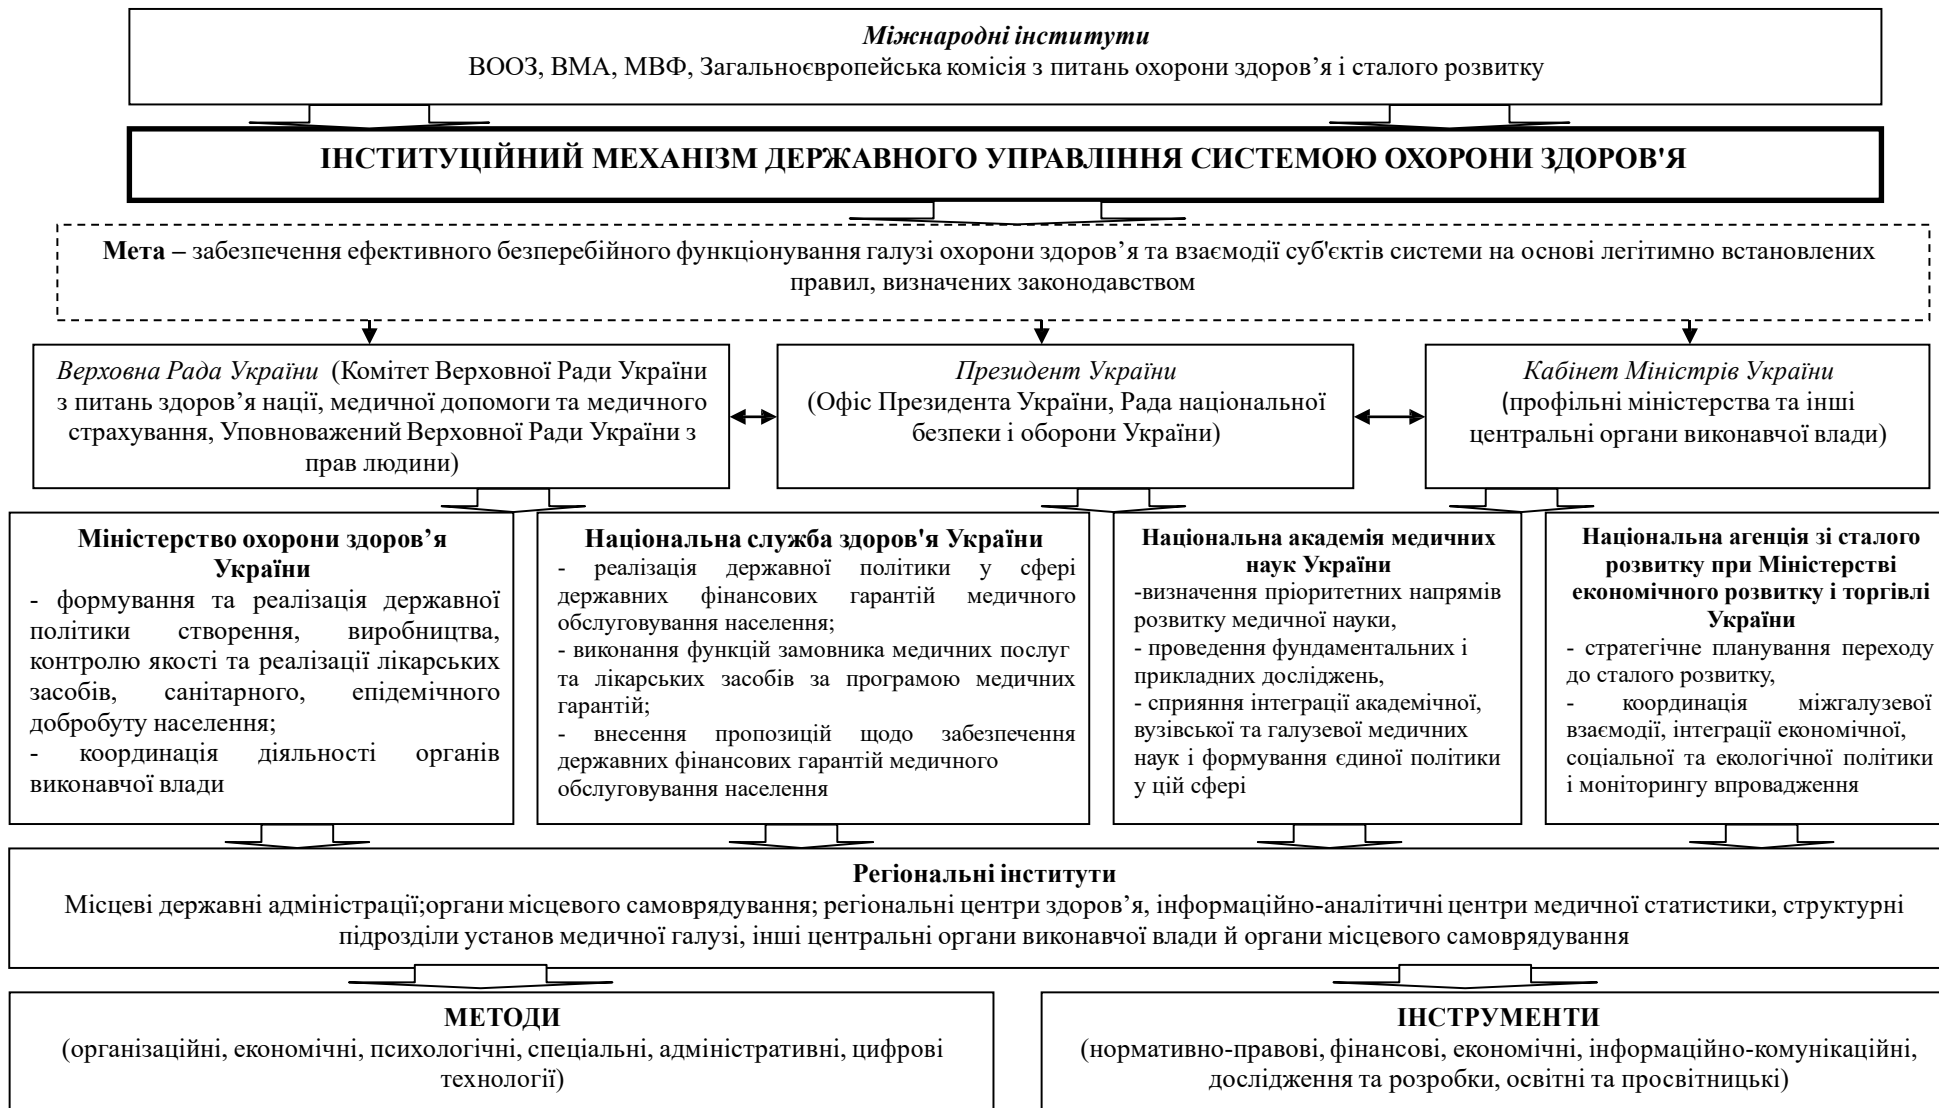 Міжнародні інститути
ВООЗ, ВМА, МВФ, Загальноєвропейська комісія з питань охорони здоров’я і сталого розвитку
ІНСТИТУЦІЙНИЙ МЕХАНІЗМ ДЕРЖАВНОГО УПРАВЛІННЯ СИСТЕМОЮ ОХОРОНИ ЗДОРОВ'Я
Мета – забезпечення ефективного безперебійного функціонування галузі охорони здоров’я та взаємодії суб'єктів системи на основі легітимно встановлених
правил, визначених законодавством
Верховна Рада України (Комітет Верховної Ради України
з питань здоров’я нації, медичної допомоги та медичного
страхування, Уповноважений Верховної Ради України з
прав людини)
Президент України
(Офіс Президента України, Рада національної
безпеки і оборони України)
Кабінет Міністрів України
(профільні міністерства та інші
центральні органи виконавчої влади)
Міністерство охорони здоров’я
України
- формування та реалізація державної
політики створення, виробництва,
контролю якості та реалізації лікарських
засобів, санітарного, епідемічного
добробуту населення;
- координація діяльності органів
виконавчої влади
Національна служба здоров'я України
- реалізація державної політики у сфері
державних фінансових гарантій медичного
обслуговування населення;
- виконання функцій замовника медичних послуг
та лікарських засобів за програмою медичних
гарантій;
- внесення пропозицій щодо забезпечення
державних фінансових гарантій медичного
обслуговування населення
Національна академія медичних
наук України
-визначення пріоритетних напрямів
розвитку медичної науки,
- проведення фундаментальних і
прикладних досліджень,
- сприяння інтеграції академічної,
вузівської та галузевої медичних
наук і формування єдиної політики
у цій сфері
Національна агенція зі сталого
розвитку при Міністерстві
економічного розвитку і торгівлі
України
- стратегічне планування переходу
до сталого розвитку,
- координація міжгалузевої
взаємодії, інтеграції економічної,
соціальної та екологічної політики
і моніторингу впровадження
Регіональні інститути
Місцеві державні адміністрації;органи місцевого самоврядування; регіональні центри здоров’я, інформаційно-аналітичні центри медичної статистики, структурні
підрозділи установ медичної галузі, інші центральні органи виконавчої влади й органи місцевого самоврядування
МЕТОДИ
(організаційні, економічні, психологічні, спеціальні, адміністративні, цифрові
технології)
ІНСТРУМЕНТИ
(нормативно-правові, фінансові, економічні, інформаційно-комунікаційні,
дослідження та розробки, освітні та просвітницькі)